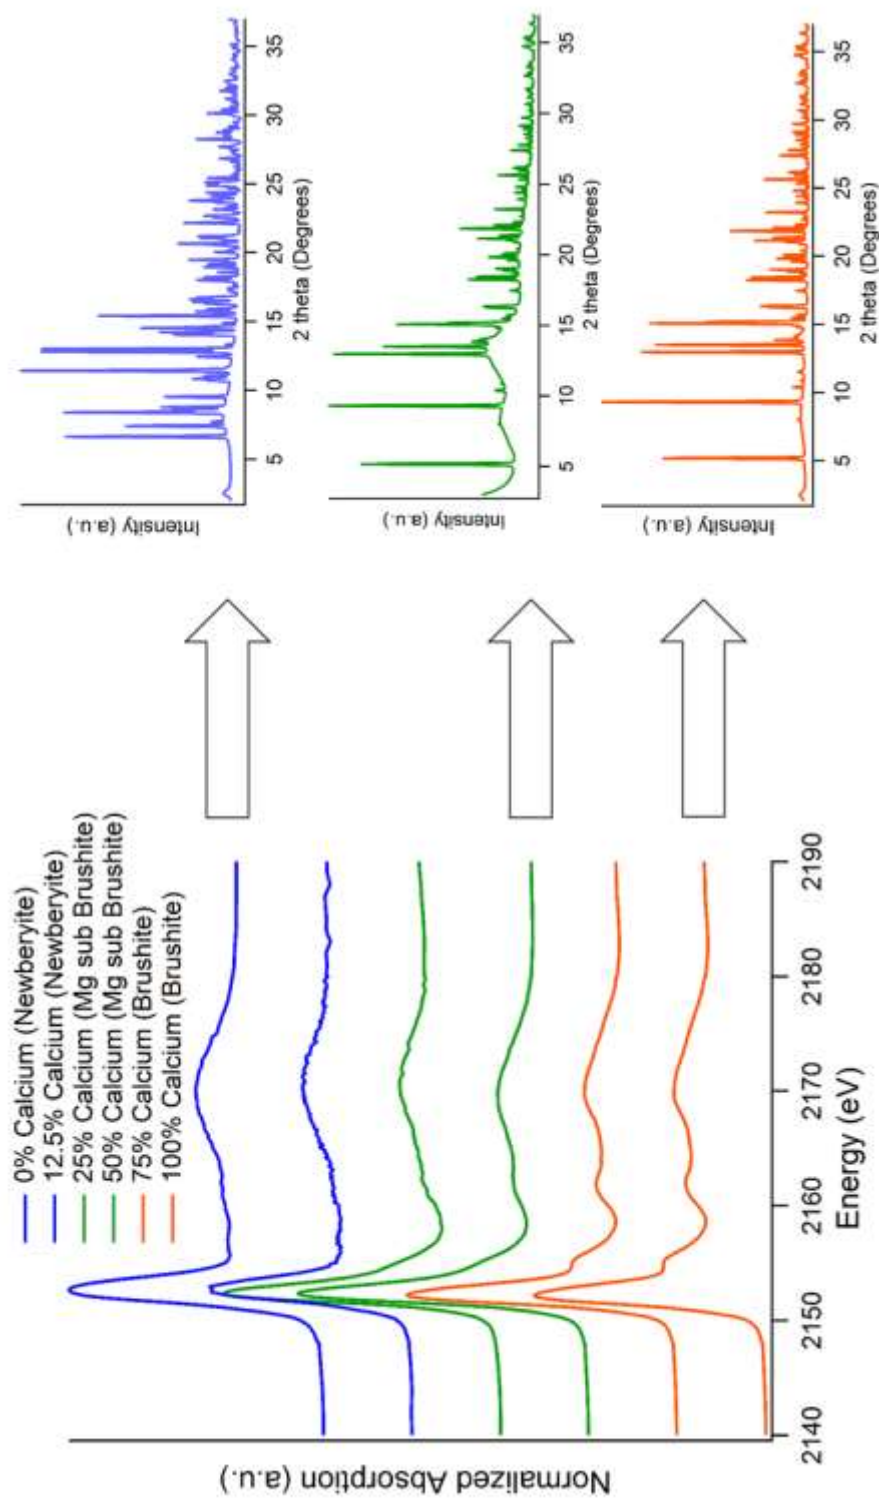 0% Calcium (Newberyite)
12.5% Calcium (Newberyite)
25% Calcium (Mg sub Brushite)
50% Calcium (Mg sub Brushite)
75% Calcium (Brushite)
100% Calcium (Brushite)
Normalized Absorption (a.u.)
2140 2150 2160 2170 2180 2190
Energy (eV)
Intensity (a.u.)
5 10 15 20 25 30 35
2 theta (Degrees)
Intensity (a.u.)
5 10 15 20 25 30 35
2 theta (Degrees)
Intensity (a.u.)
5 10 15 20 25 30 35
2 theta (Degrees)